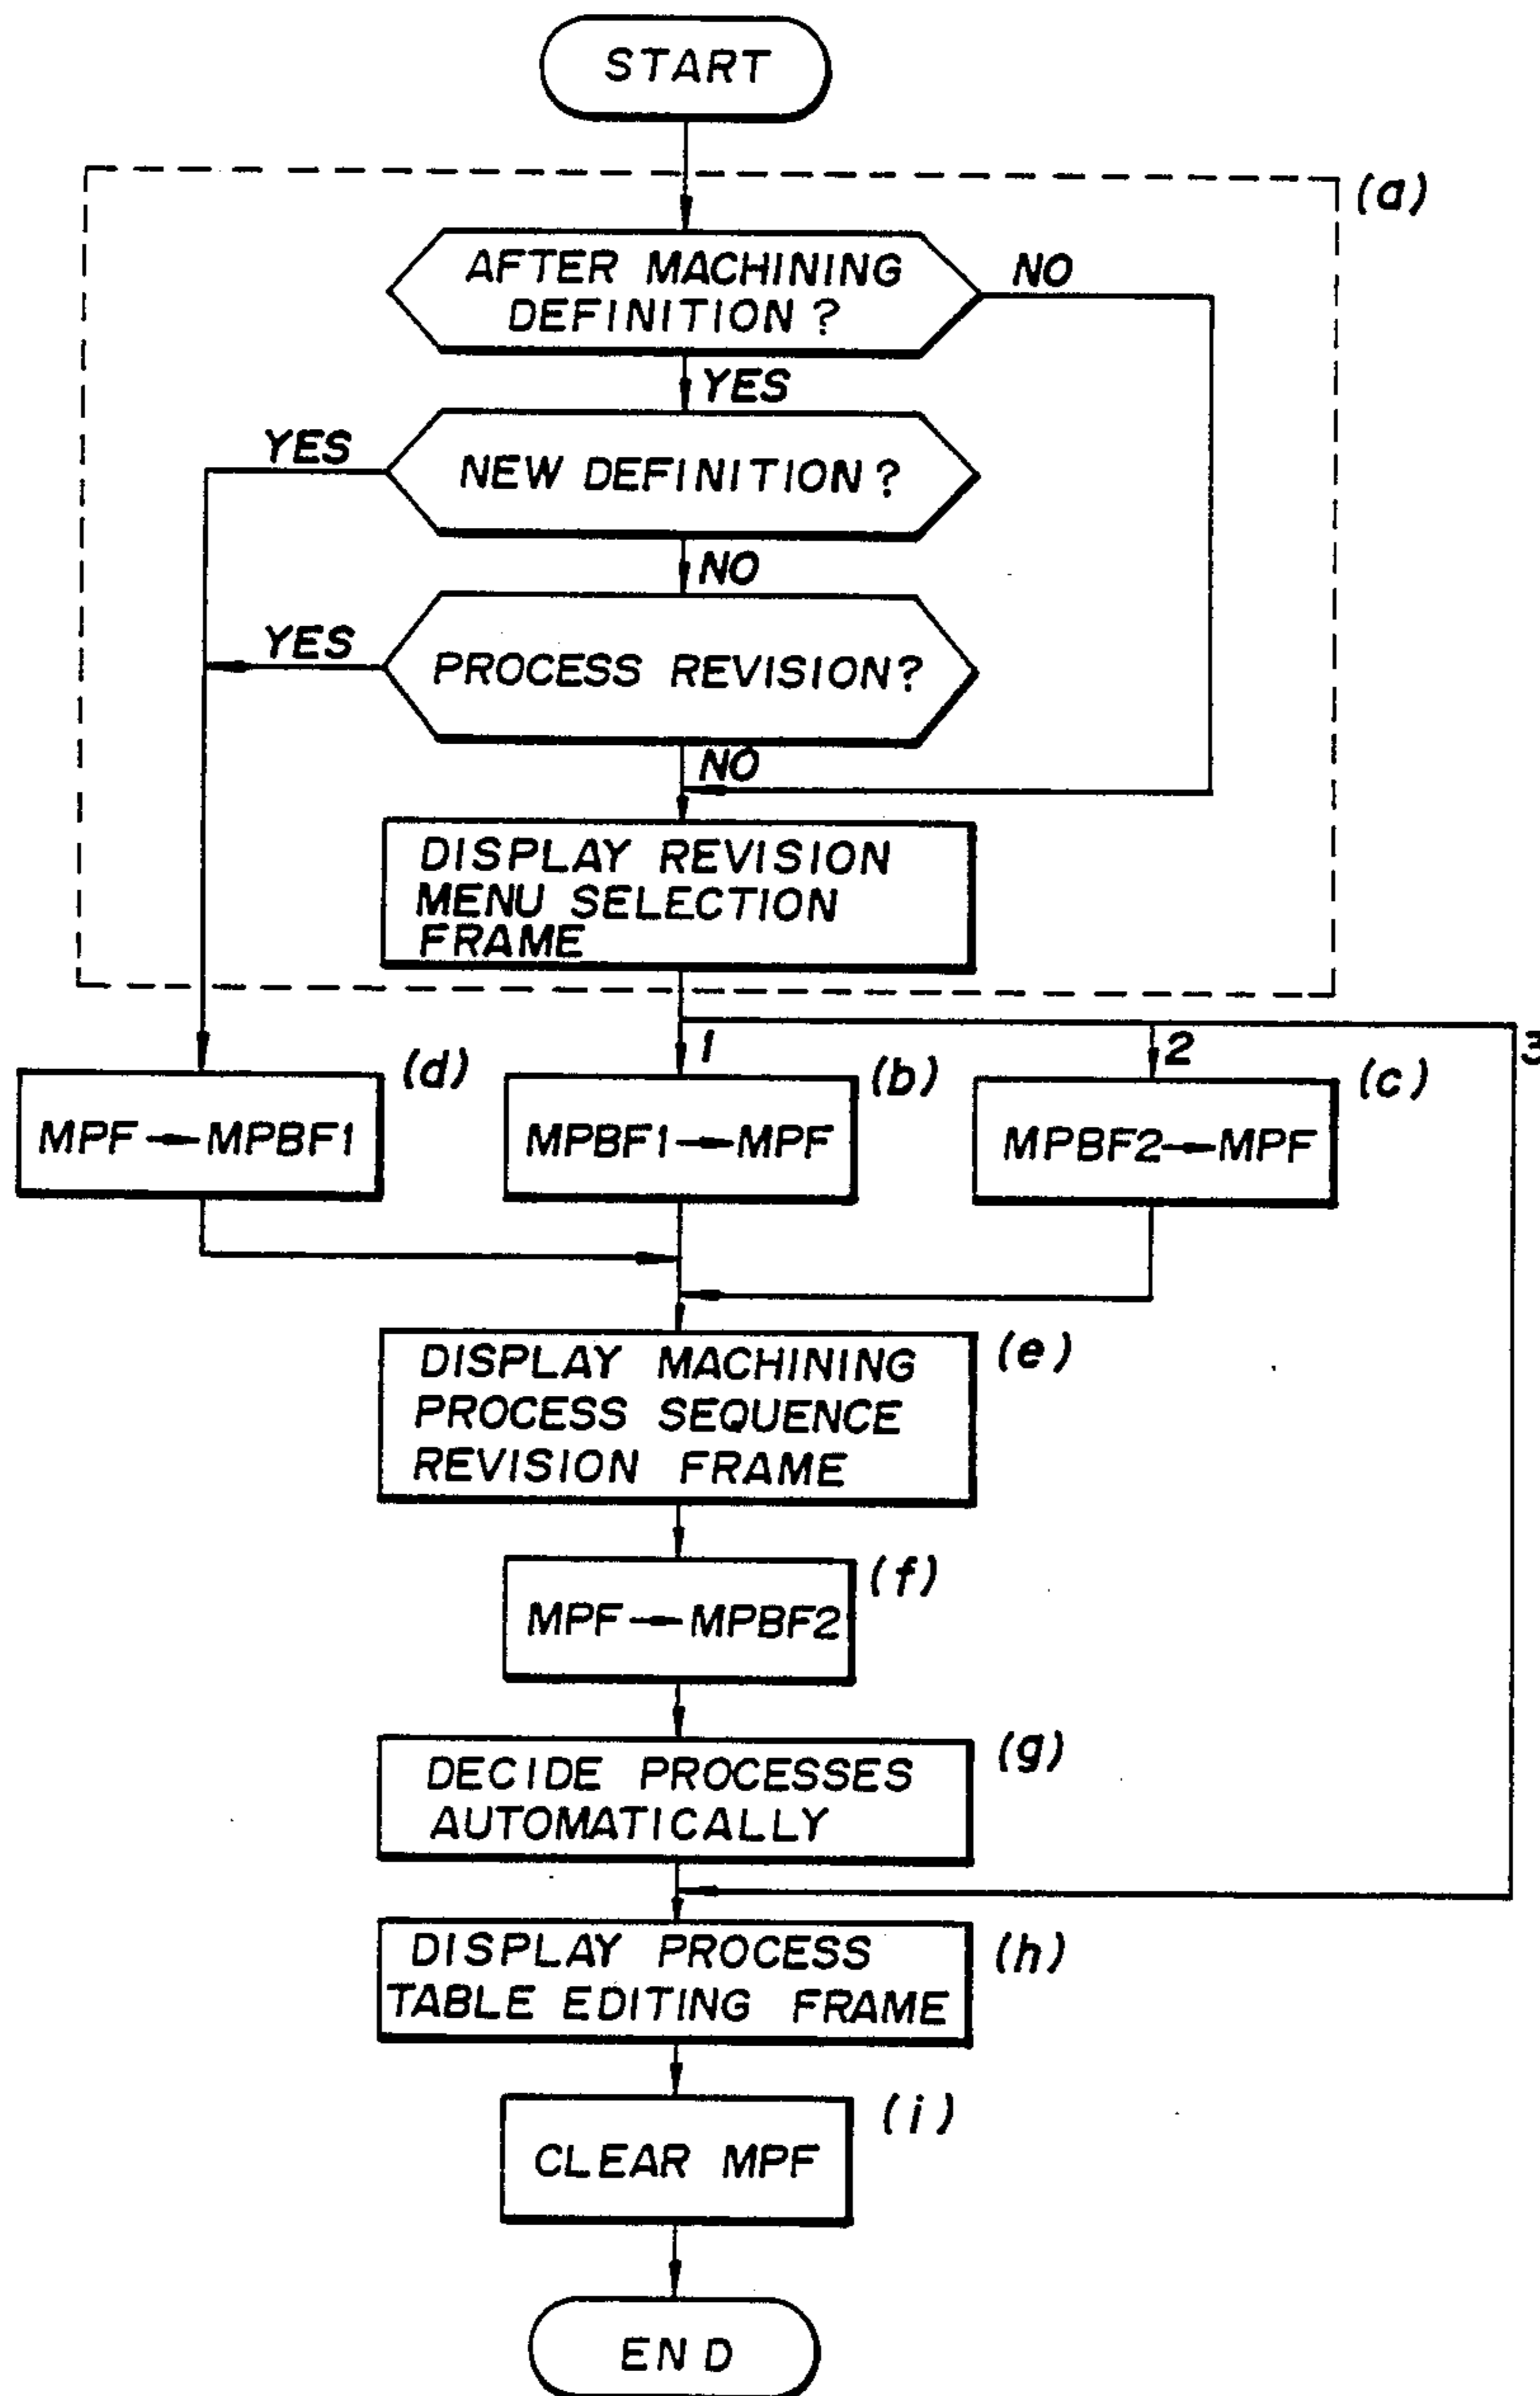 START
(a)
AFTER MACHINING
DEFINITION ?
NO
YES
NEW DEFINITION ?
YES
NO
PROCESS REVISION?
YES
NO
DISPLAY REVISION
MENU SELECTION
FRAME
1
2
3
(d)
(b)
(c)
MPF → MPBF1
MPBF1 → MPF
MPBF2 → MPF
DISPLAY MACHINING
PROCESS SEQUENCE
REVISION FRAME
(e)
MPF → MPBF2
(f)
DECIDE PROCESSES
AUTOMATICALLY
(g)
DISPLAY PROCESS
TABLE EDITING FRAME
(h)
CLEAR MPF
(i)
END